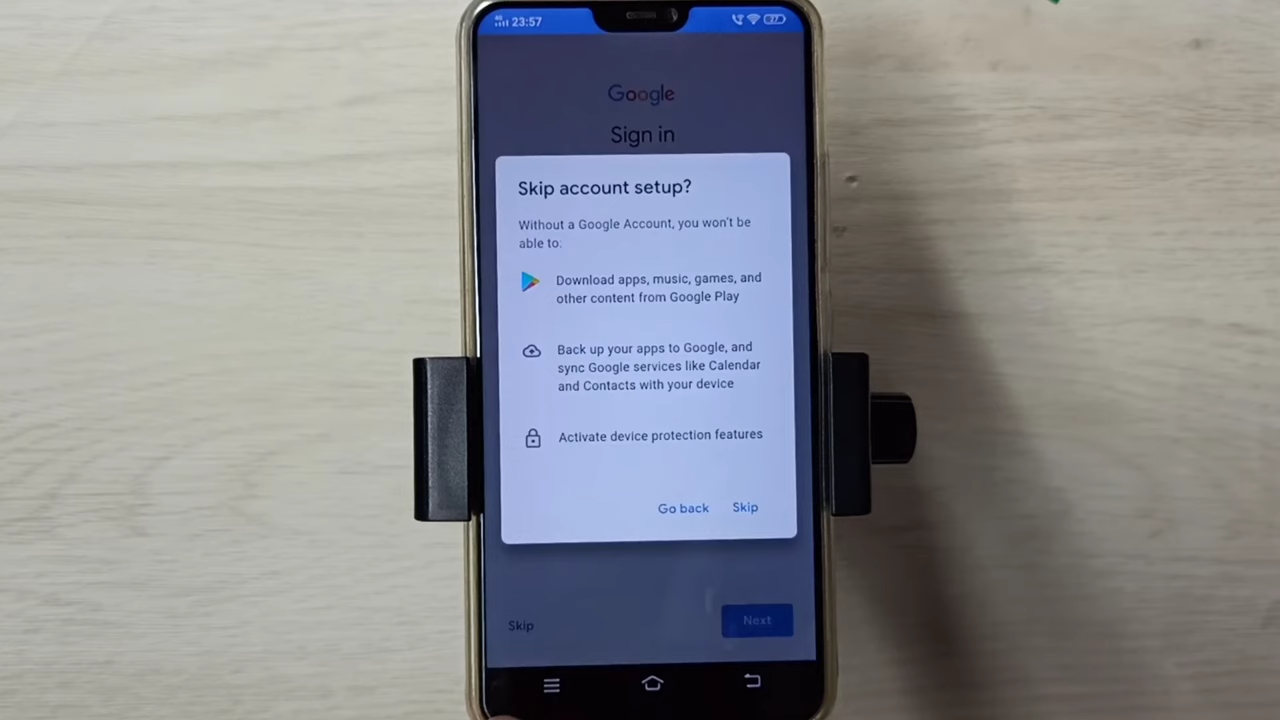 4G 23:57 27
Google
Sign in
Skip account setup?
Without a Google Account, you won't be
able to:
Download apps, music, games, and
other content from Google Play
Back up your apps to Google, and
sync Google services like Calendar
and Contacts with your device
Activate device protection features
Go back Skip
Skip Next